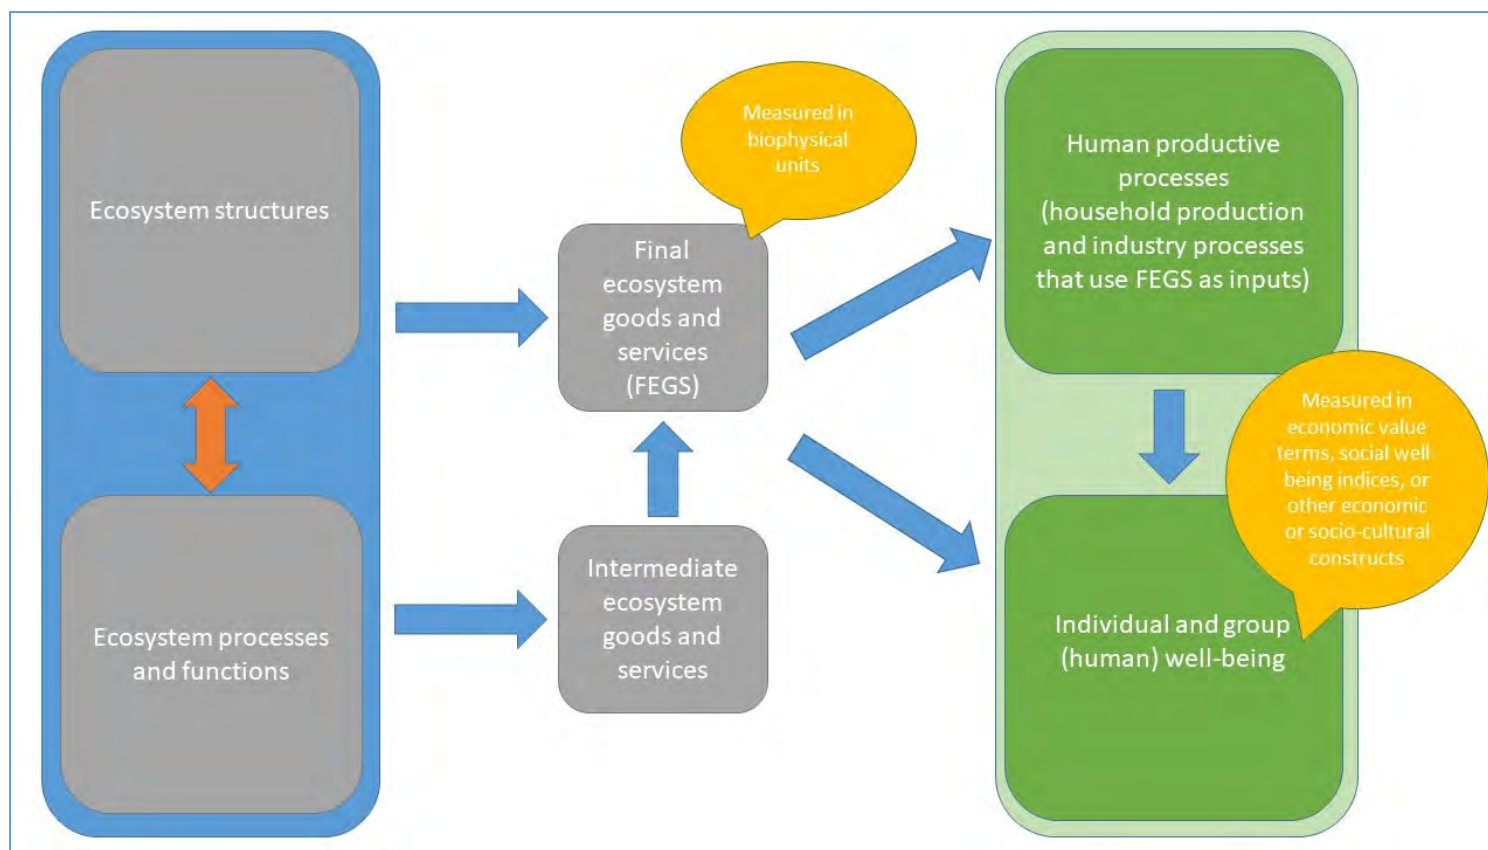 Ecosystem structures
Ecosystem processes
and functions
Final
ecosystem
goods and
services
(FEGS)
Measured in
biophysical
units
Intermediate
ecosystem
goods and
services
Human productive
processes
(household production
and industry processes
that use FEGS as inputs)
Measured in
economic value
terms, social well
being indices, or
other economic
or socio-cultural
constructs
Individual and group
(human) well-being